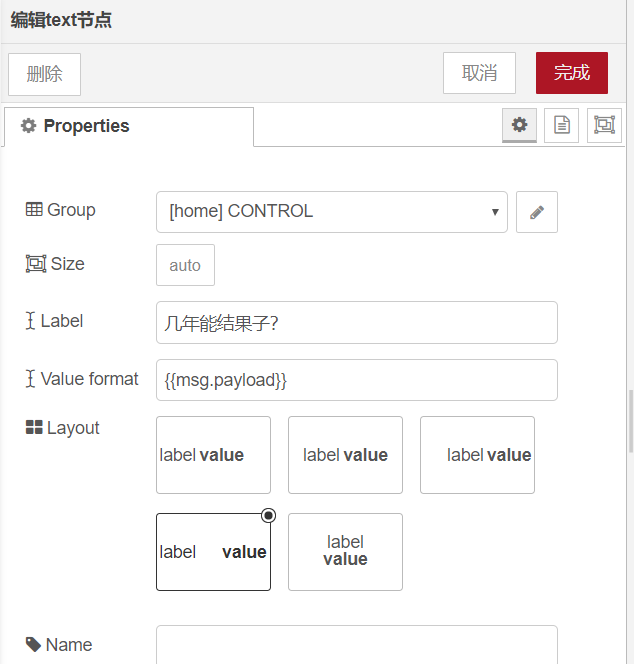 编辑text节点
删除 取消 完成
Properties
Group [home] CONTROL
Size auto
Label 几年能结果子?
Value format {{msg.payload}}
Layout
label value label value label value
label value label
value
Name